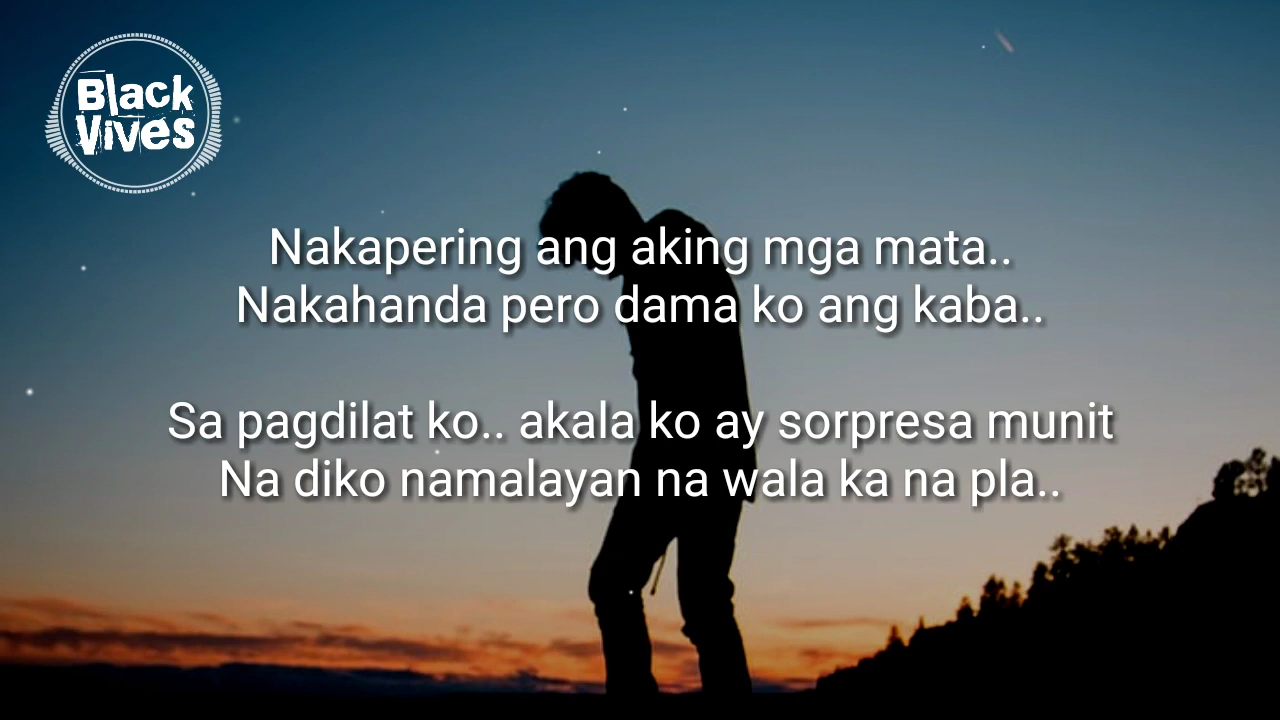 Black
Vives
Nakapering ang aking mga mata..
Nakahanda pero dama ko ang kaba..
Sa pagdilat ko.. akala ko ay sorpresa munit
Na diko namalayan na wala ka na pla..